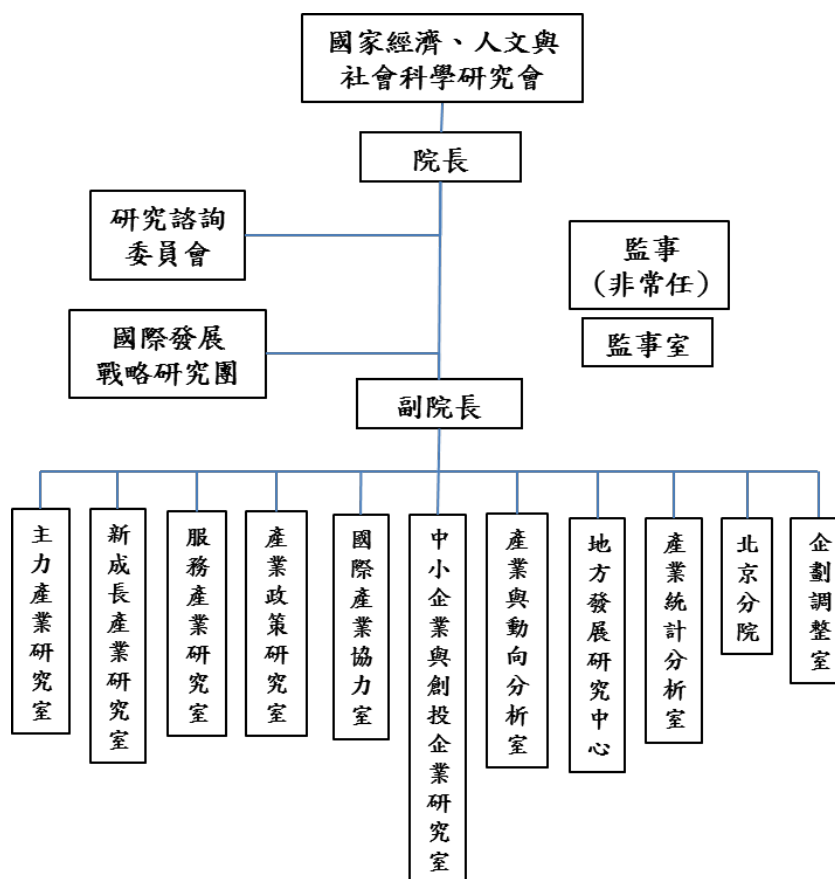 國家經濟、人文與
社會科學研究會
院長
研究諮詢
委員會
監事
（非常任）
國際發展
戰略研究團
監事室
副院長
主力產業研究室
新成長產業研究室
服務產業研究室
產業政策研究室
國際產業協力室
中小企業與創投企業研究室
產業與動向分析室
地方發展研究中心
產業統計分析室
北京分院
企劃調整室